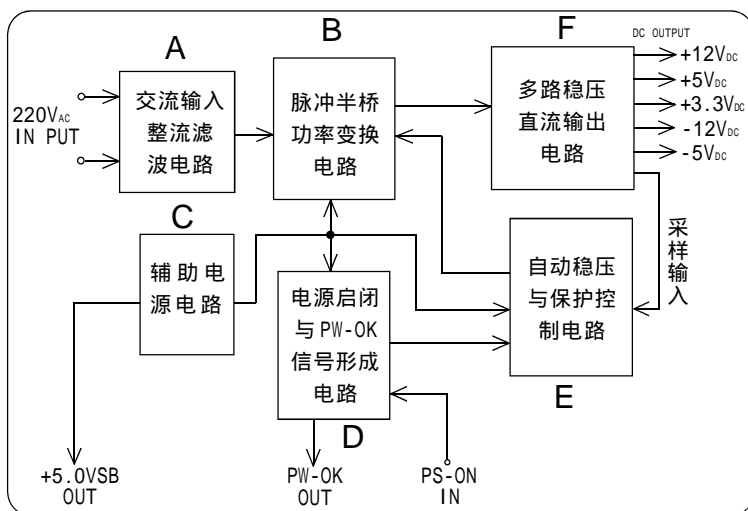 A
交流输入
整流滤
波电路
220VAC
IN PUT
B
脉冲半桥
功率变换
电路
F
多路稳压
直流输出
电路
DC OUTPUT
+12VDC
+5VDC
+3.3VDC
-12VDC
-5VDC
采样输入
C
辅助电
源电路
电源启闭
与PW-OK
信号形成
电路
D
自动稳压
与保护控
制电路
E
+5.0VSB
OUT
PW-OK
OUT
PS-ON
IN